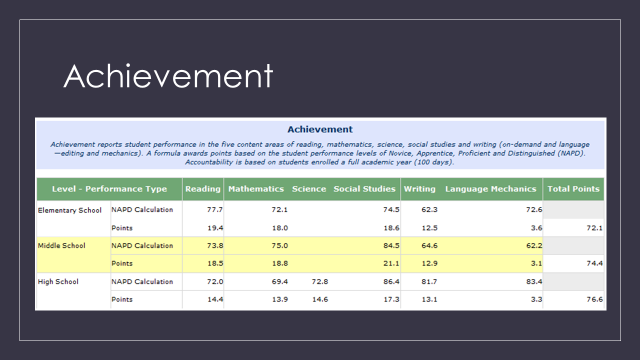 Achievement
Achievement
Achievement reports student performance in the five content areas of reading, mathematics, science, social studies and writing (on-demand and language
—editing and mechanics). A formula awards points based on the student performance levels of Novice, Apprentice, Proficient and Distinguished (NAPD).
Accountability is based on students enrolled a full academic year (100 days).
Level - Performance Type Reading Mathematics Science Social Studies Writing Language Mechanics Total Points
Elementary School NAPD Calculation 77.7 72.1 74.5 62.3 72.6
Points 19.4 18.0 18.6 12.5 3.6 72.1
Middle School NAPD Calculation 73.8 75.0 84.5 64.6 62.2
Points 18.5 18.8 21.1 12.9 3.1 74.4
High School NAPD Calculation 72.0 69.4 72.8 86.4 81.7 83.4
Points 14.4 13.9 14.6 17.3 13.1 3.3 76.6